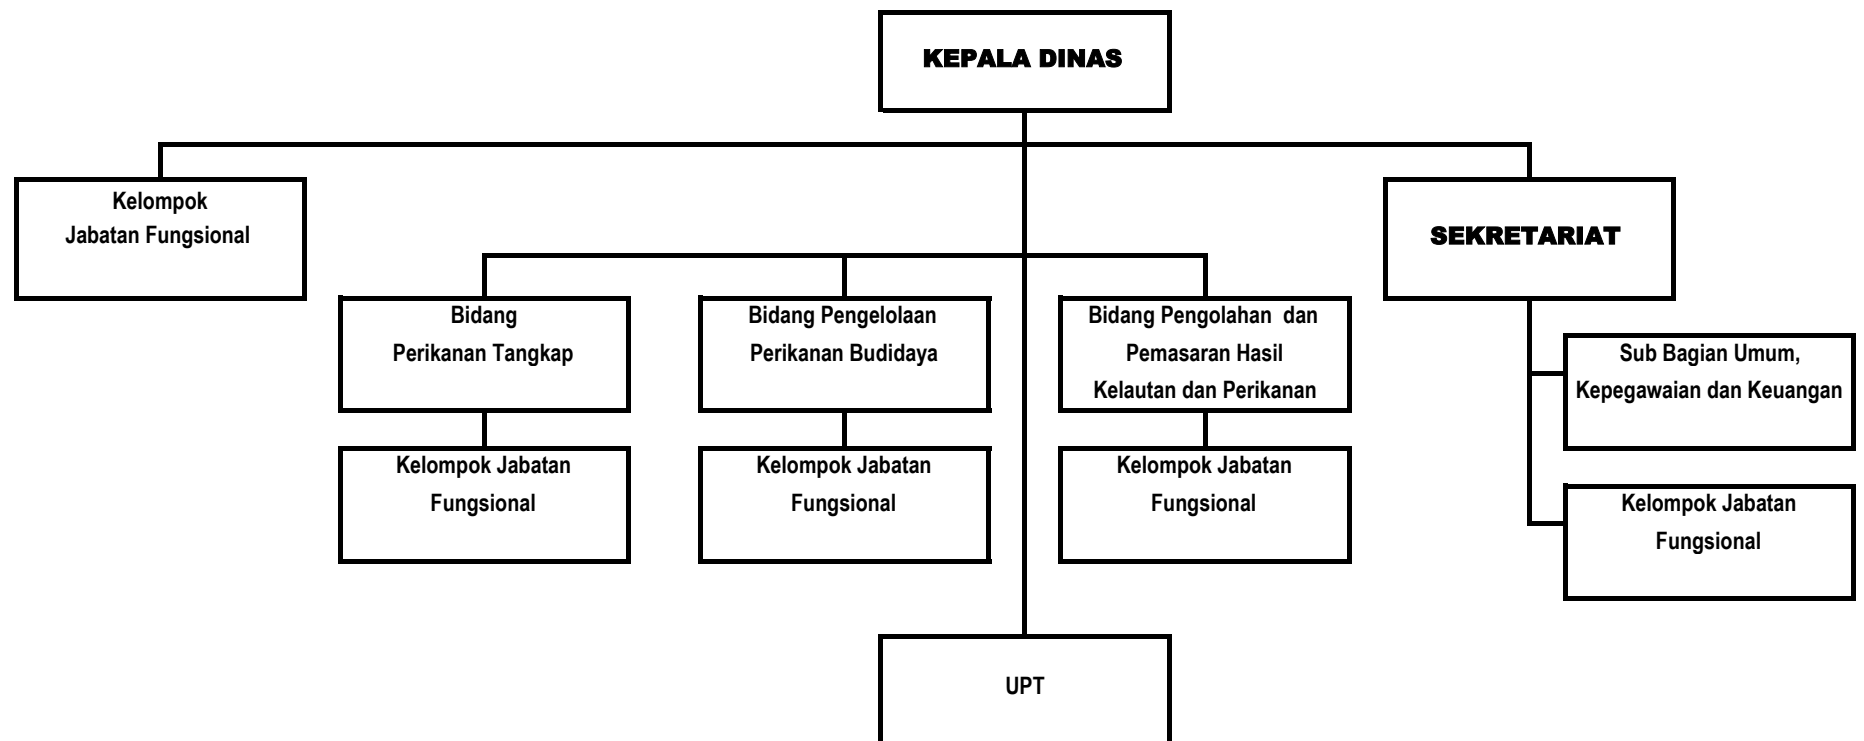 KEPALA DINAS
Kelompok
Jabatan Fungsional
SEKRETARIAT
Bidang
Perikanan Tangkap
Bidang Pengelolaan
Perikanan Budidaya
Bidang Pengolahan dan
Pemasaran Hasil
Kelautan dan Perikanan
Sub Bagian Umum,
Kepegawaian dan Keuangan
Kelompok Jabatan
Fungsional
Kelompok Jabatan
Fungsional
Kelompok Jabatan
Fungsional
Kelompok Jabatan
Fungsional
UPT